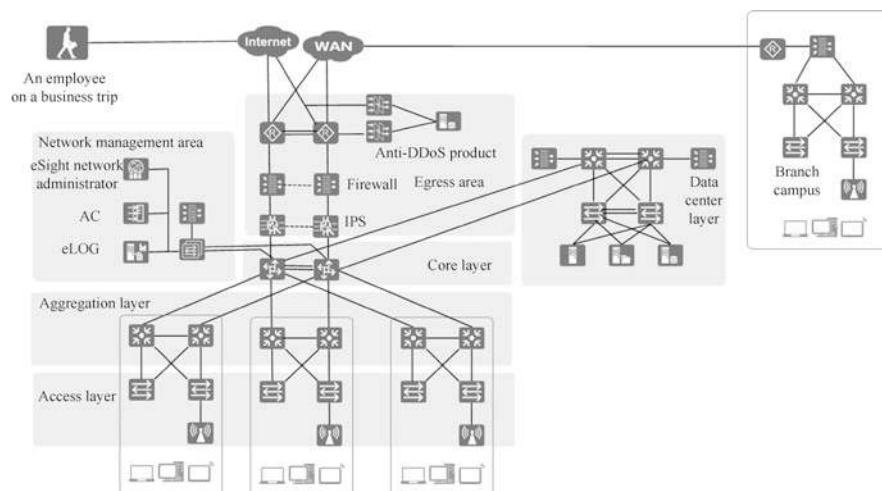 Internet
WAN
R
An employee
on a business trip
Network management area
eSight network
administrator
AC
eLOG
R
R
Anti-DDoS product
Firewall
Egress area
IPS
Core layer
Data
center
layer
Branch
campus
Aggregation layer
Access layer